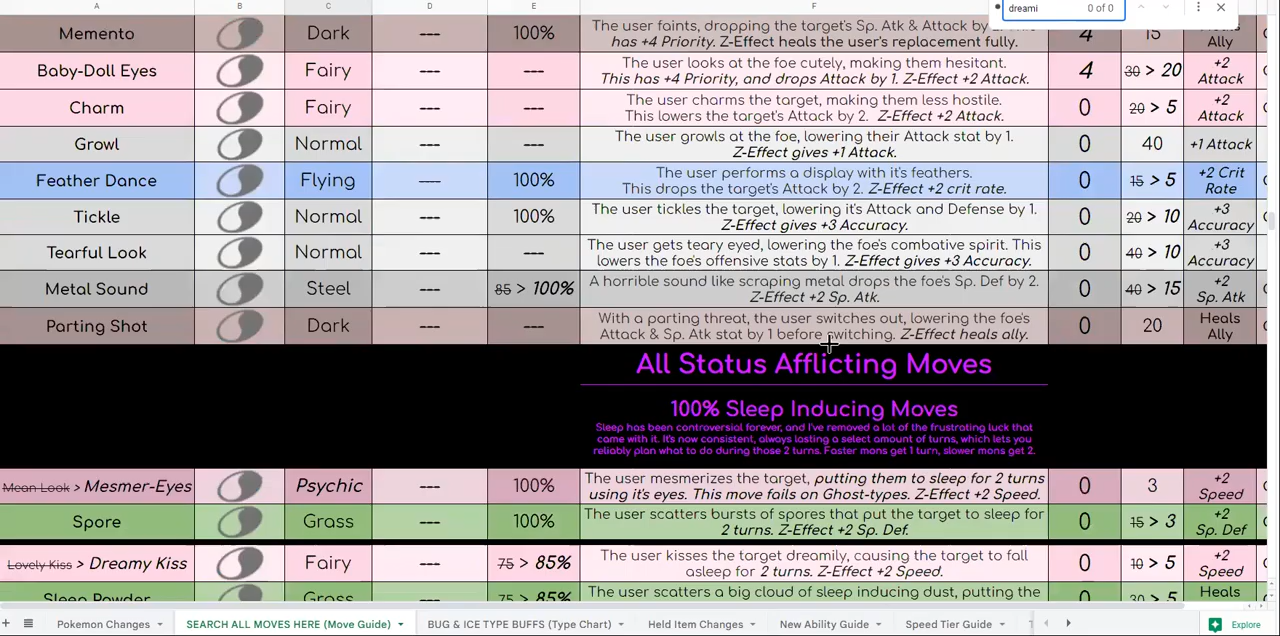 dreami 0 of 0
A B C D E F
Memento Dark --- 100% The user faints, dropping the target's Sp. Atk & Attack by
has +4 Priority. Z-Effect heals the user's replacement fully. 4 15 Heals
Ally
Baby-Doll Eyes Fairy --- --- The user looks at the foe cutely, making them hesitant.
This has +4 Priority, and drops Attack by 1. Z-Effect +2 Attack. 4 30 > 20 +2
Attack
Charm Fairy --- --- The user charms the target, making them less hostile.
This lowers the target's Attack by 2. Z-Effect +2 Attack. 0 20 > 5 +2
Attack
Growl Normal --- --- The user growls at the foe, lowering their Attack stat by 1.
Z-Effect gives +1 Attack. 0 40 +1 Attack
Feather Dance Flying --- 100% The user performs a display with it's feathers.
This drops the target's Attack by 2. Z-Effect +2 crit rate. 0 15 > 5 +2 Crit
Rate
Tickle Normal --- 100% The user tickles the target, lowering it's Attack and Defense by 1.
Z-Effect gives +3 Accuracy. 0 20 > 10 +3
Accuracy
Tearful Look Normal --- --- The user gets teary eyed, lowering the foe's combative spirit. This
lowers the foe's offensive stats by 1. Z-Effect gives +3 Accuracy. 0 40 > 10 +3
Accuracy
Metal Sound Steel --- 85 > 100% A horrible sound like scraping metal drops the foe's Sp. Def by 2.
Z-Effect +2 Sp. Atk. 0 40 > 15 +2
Sp. Atk
Parting Shot Dark --- --- With a parting threat, the user switches out, lowering the foe's
Attack & Sp. Atk stat by 1 before switching. Z-Effect heals ally. 0 20 Heals
Ally
All Status Afflicting Moves
100% Sleep Inducing Moves
Sleep has been controversial forever, and I've removed a lot of the frustrating luck that
came with it. It's now consistent, always lasting a select amount of turns, which lets you
reliably plan what to do during those 2 turns. Faster mons get 1 turn, slower mons get 2.
Mean Look > Mesmer-Eyes Psychic --- 100% The user mesmerizes the target, putting them to sleep for 2 turns
using it's eyes. This move fails on Ghost-types. Z-Effect +2 Speed. 0 3 +2
Speed
Spore Grass --- 100% The user scatters bursts of spores that put the target to sleep for
2 turns. Z-Effect +2 Sp. Def. 0 15 > 3 +2
Sp. Def
Lovely Kiss > Dreamy Kiss Fairy --- 75 > 85% The user kisses the target dreamily, causing the target to fall
asleep for 2 turns. Z-Effect +2 Speed. 0 10 > 5 +2
Speed
Sleep Powder Grass --- 75 > 85% The user scatters a big cloud of sleep inducing dust, putting the 0 30 > 5 Heals
Pokemon Changes SEARCH ALL MOVES HERE (Move Guide) BUG & ICE TYPE BUFFS (Type Chart) Held Item Changes New Ability Guide Speed Tier Guide Explore